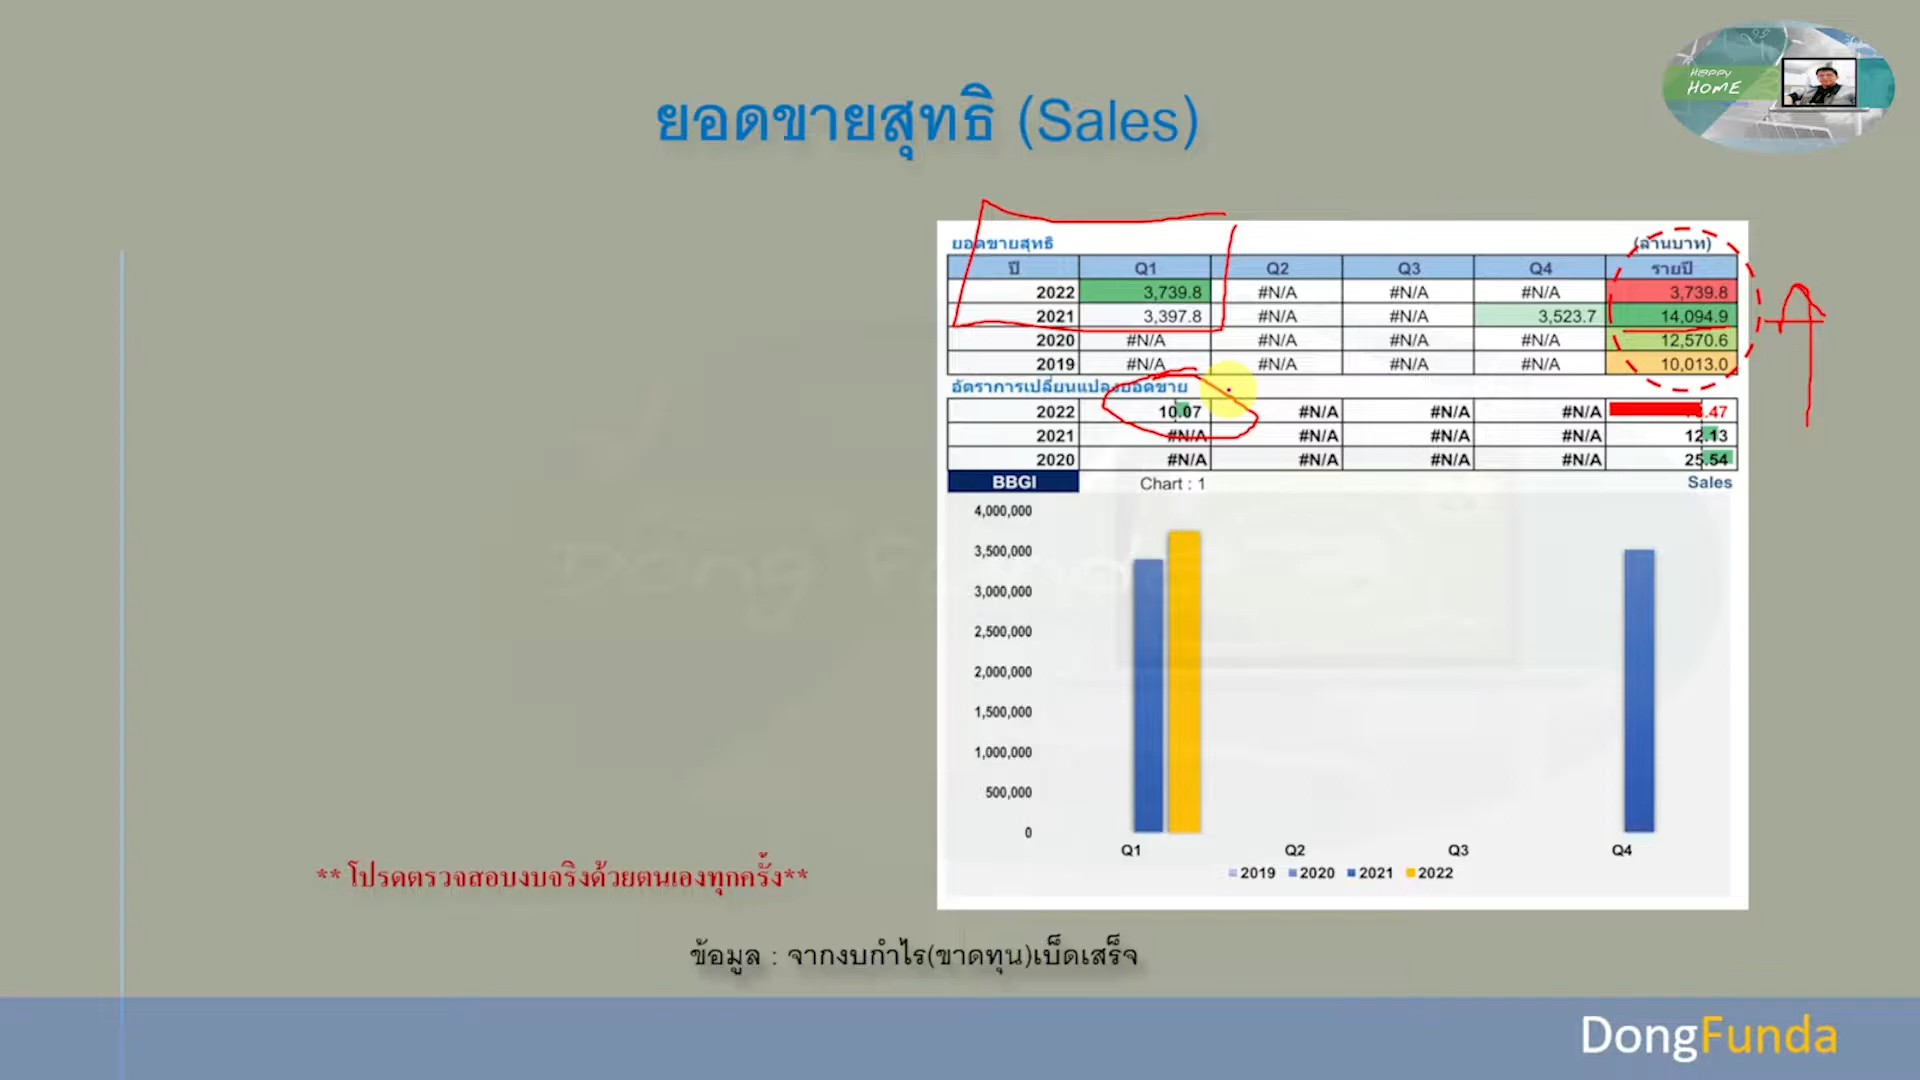 HAPPY
HOME
ยอดขายสุทธิ (Sales)
ยอดขายสุทธิ (ล้านบาท)
ปี Q1 Q2 Q3 Q4 รายปี
2022 3,739.8 #N/A #N/A #N/A 3,739.8
2021 3,397.8 #N/A #N/A 3,523.7 14,094.9
2020 #N/A #N/A #N/A #N/A 12,570.6
2019 #N/A #N/A #N/A #N/A 10,013.0
อัตราการเปลี่ยนแปลงยอดขาย
2022 10.07 #N/A #N/A #N/A .47
2021 #N/A #N/A #N/A #N/A 12.13
2020 #N/A #N/A #N/A #N/A 25.54
BBGI Chart : 1 Sales
4,000,000
3,500,000
3,000,000
2,500,000
2,000,000
1,500,000
1,000,000
500,000
0
Q1 Q2 Q3 Q4
2019 2020 2021 2022
** โปรดตรวจสอบงบจริงด้วยตนเองทุกครั้ง**
ข้อมูล : จากงบกำไร(ขาดทุน)เบ็ดเสร็จ
DongFunda